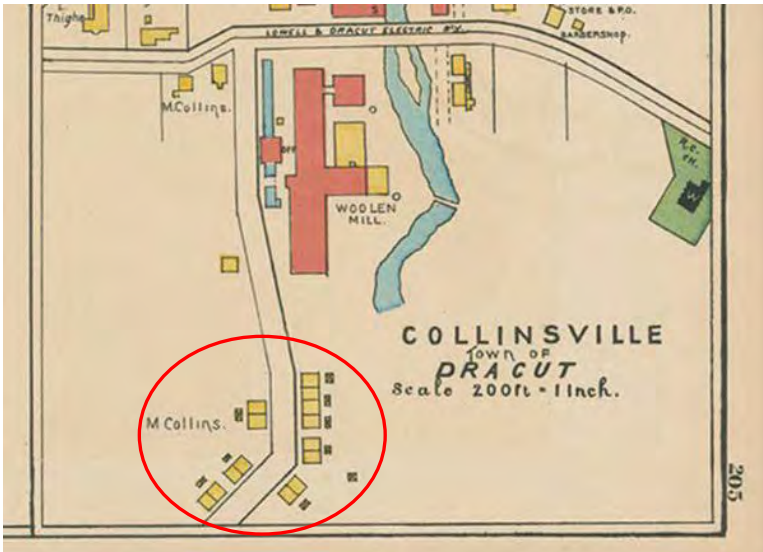 Thighe
S
STORE & P.O.
BARBERSHOP.
LOWELL & DRACUT ELECTRIC R'Y.
M.Collins.
OFF
R.C.
CH.
W
WOOLEN
MILL.
COLLINSVILLE
Town OF
DRACUT
Scale 200ft = 1 Inch.
M Collins.
205